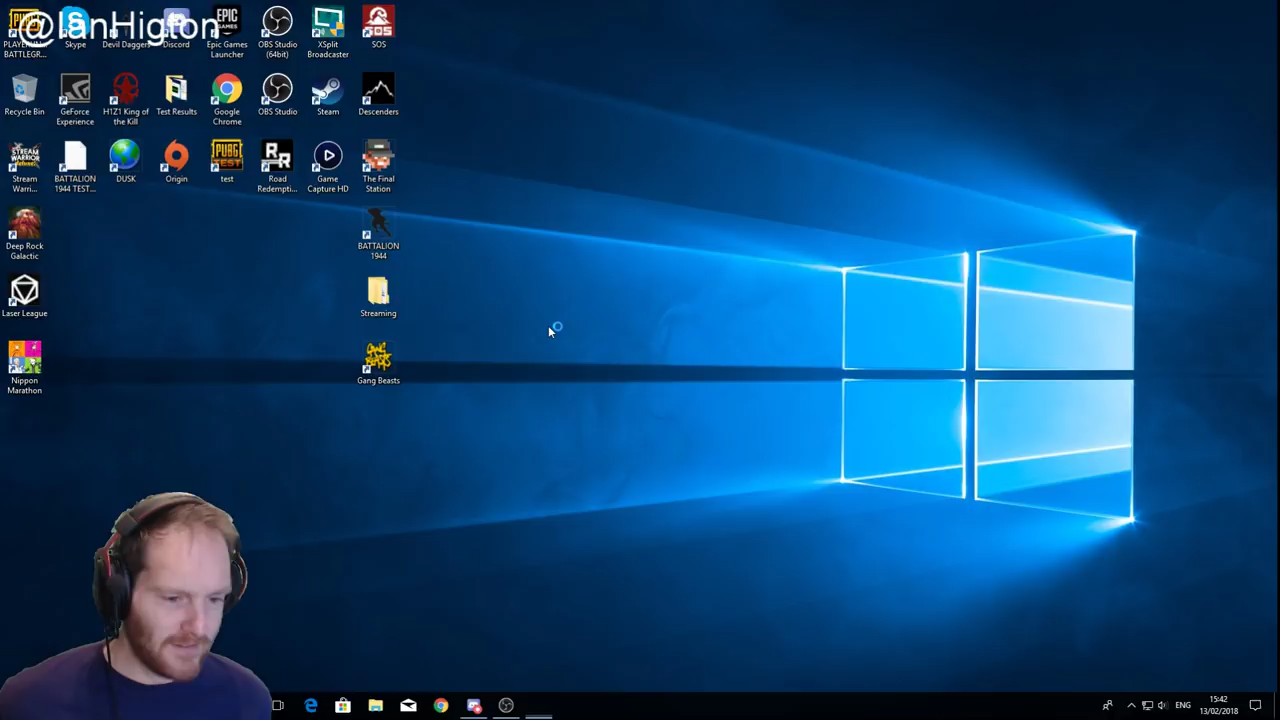 @IanHigton
PLAYERUN...
BATTLEGR...
Skype
Devil Daggers
Discord
Epic Games
Launcher
OBS Studio
(64bit)
XSplit
Broadcaster
SOS
Recycle Bin
GeForce
Experience
H1Z1 King of
the Kill
Test Results
Google
Chrome
OBS Studio
Steam
Descenders
Stream
Warri...
BATTALION
1944 TEST...
DUSK
Origin
test
Road
Redempti...
Game
Capture HD
The Final
Station
Deep Rock
Galactic
BATTALION
1944
Laser League
Streaming
Nippon
Marathon
Gang Beasts
ENG
15:42
13/02/2018